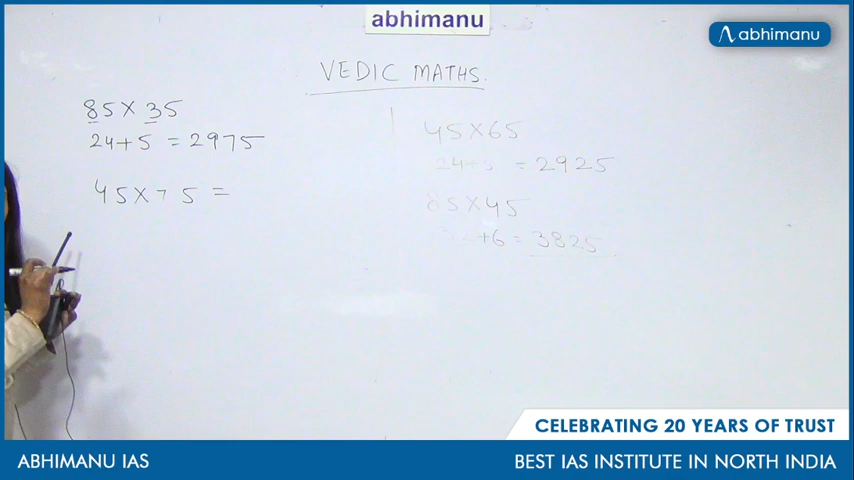 abhimanu
abhimanu
VEDIC MATHS.
85 X 35
24+5 = 2975
45 X 75 =
45 X 65
24+5 = 2925
85 X 45
+6 = 3825
CELEBRATING 20 YEARS OF TRUST
ABHIMANU IAS
BEST IAS INSTITUTE IN NORTH INDIA